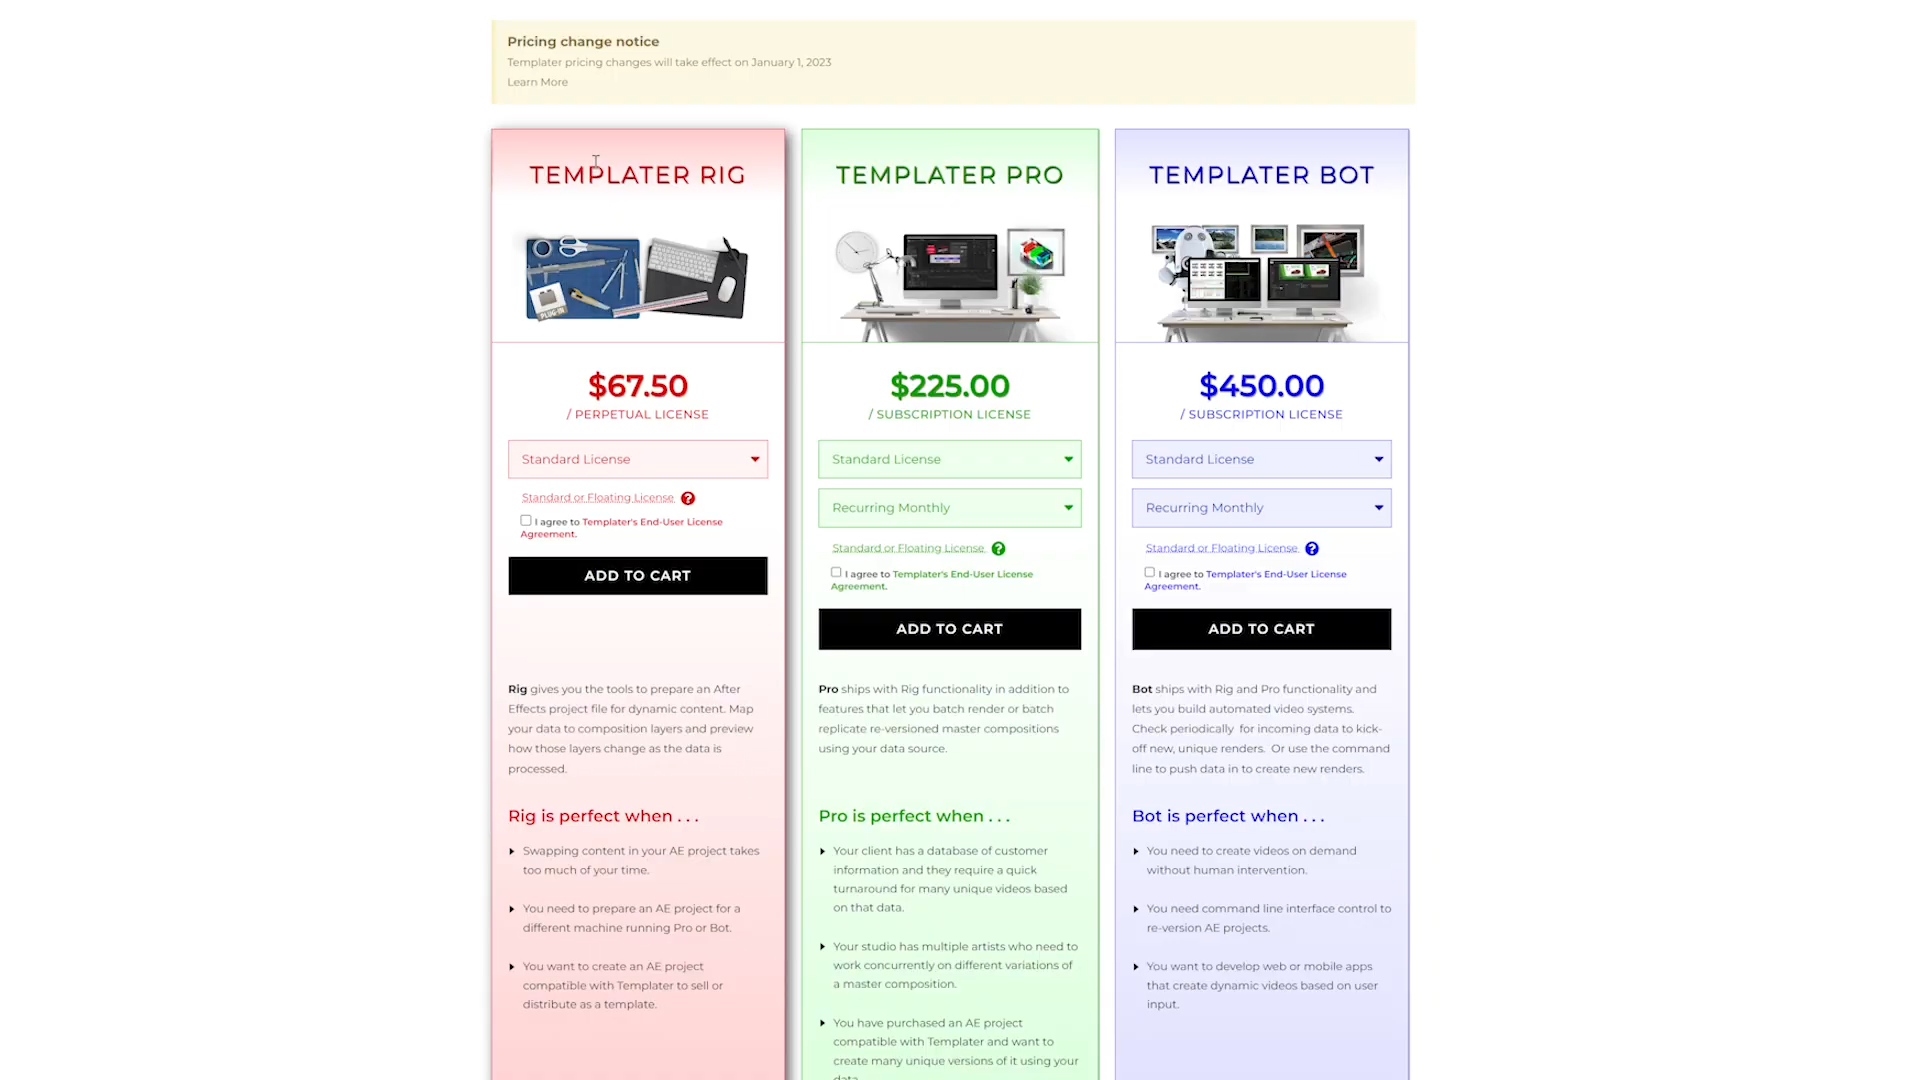 Pricing change notice
Templater pricing changes will take effect on January 1, 2023
Learn More
TEMPLATER RIG
PLUG-IN
$67.50
/ PERPETUAL LICENSE
Standard License
Standard or Floating License ?
I agree to Templater's End-User License
Agreement.
ADD TO CART
Rig gives you the tools to prepare an After
Effects project file for dynamic content. Map
your data to composition layers and preview
how those layers change as the data is
processed.
Rig is perfect when . . .
Swapping content in your AE project takes
too much of your time.
You need to prepare an AE project for a
different machine running Pro or Bot.
You want to create an AE project
compatible with Templater to sell or
distribute as a template.
TEMPLATER PRO
$225.00
/ SUBSCRIPTION LICENSE
Standard License
Recurring Monthly
Standard or Floating License ?
I agree to Templater's End-User License
Agreement.
ADD TO CART
Pro ships with Rig functionality in addition to
features that let you batch render or batch
replicate re-versioned master compositions
using your data source.
Pro is perfect when . . .
Your client has a database of customer
information and they require a quick
turnaround for many unique videos based
on that data.
Your studio has multiple artists who need to
work concurrently on different variations of
a master composition.
You have purchased an AE project
compatible with Templater and want to
create many unique versions of it using your
data.
TEMPLATER BOT
$450.00
/ SUBSCRIPTION LICENSE
Standard License
Recurring Monthly
Standard or Floating License ?
I agree to Templater's End-User License
Agreement.
ADD TO CART
Bot ships with Rig and Pro functionality and
lets you build automated video systems.
Check periodically for incoming data to kick-
off new, unique renders. Or use the command
line to push data in to create new renders.
Bot is perfect when . . .
You need to create videos on demand
without human intervention.
You need command line interface control to
re-version AE projects.
You want to develop web or mobile apps
that create dynamic videos based on user
input.